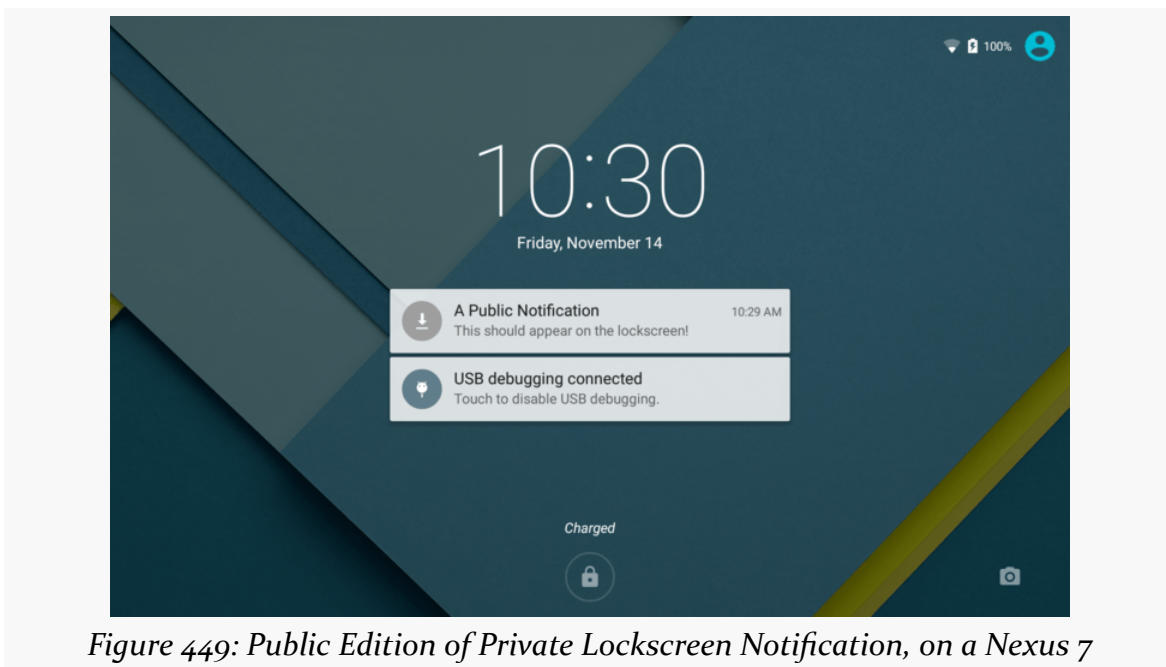 100%
10:30
Friday, November 14
A Public Notification 10:29 AM
This should appear on the lockscreen!
USB debugging connected
Touch to disable USB debugging.
Charged
Figure 449: Public Edition of Private Lockscreen Notification, on a Nexus 7